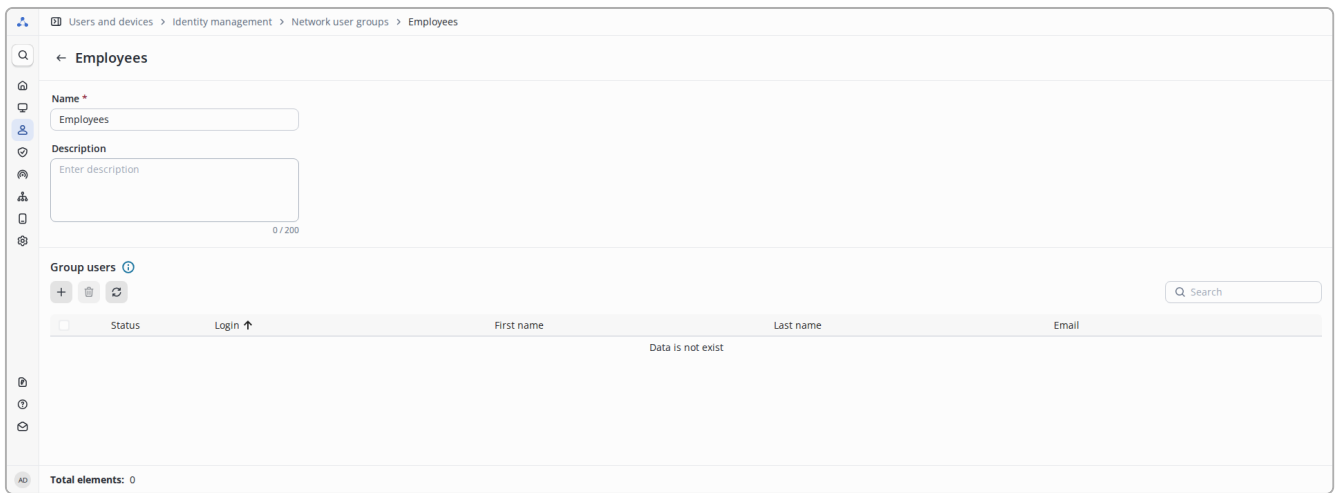 Users and devices > Identity management > Network user groups > Employees
← Employees
Name *
Employees
Description
Enter description
0 / 200
Group users
Search
Status Login ↑ First name Last name Email
Data is not exist
AD
Total elements: 0